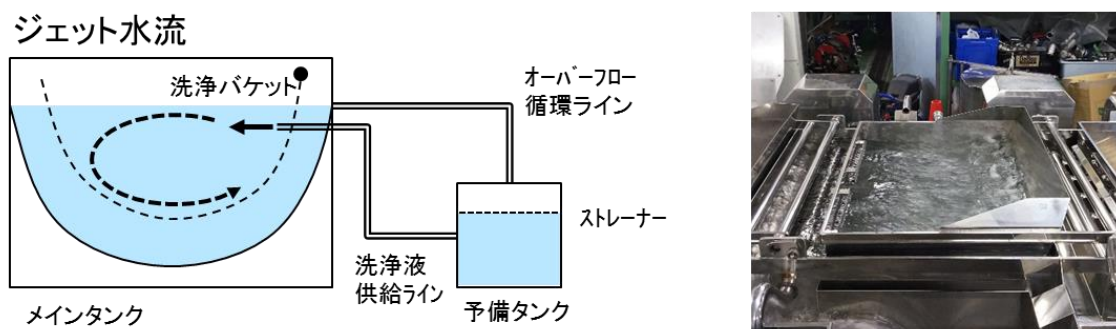 ジェット水流
洗浄バケット
オーバーフロー
循環ライン
ストレーナー
洗浄液
供給ライン
予備タンク
メインタンク